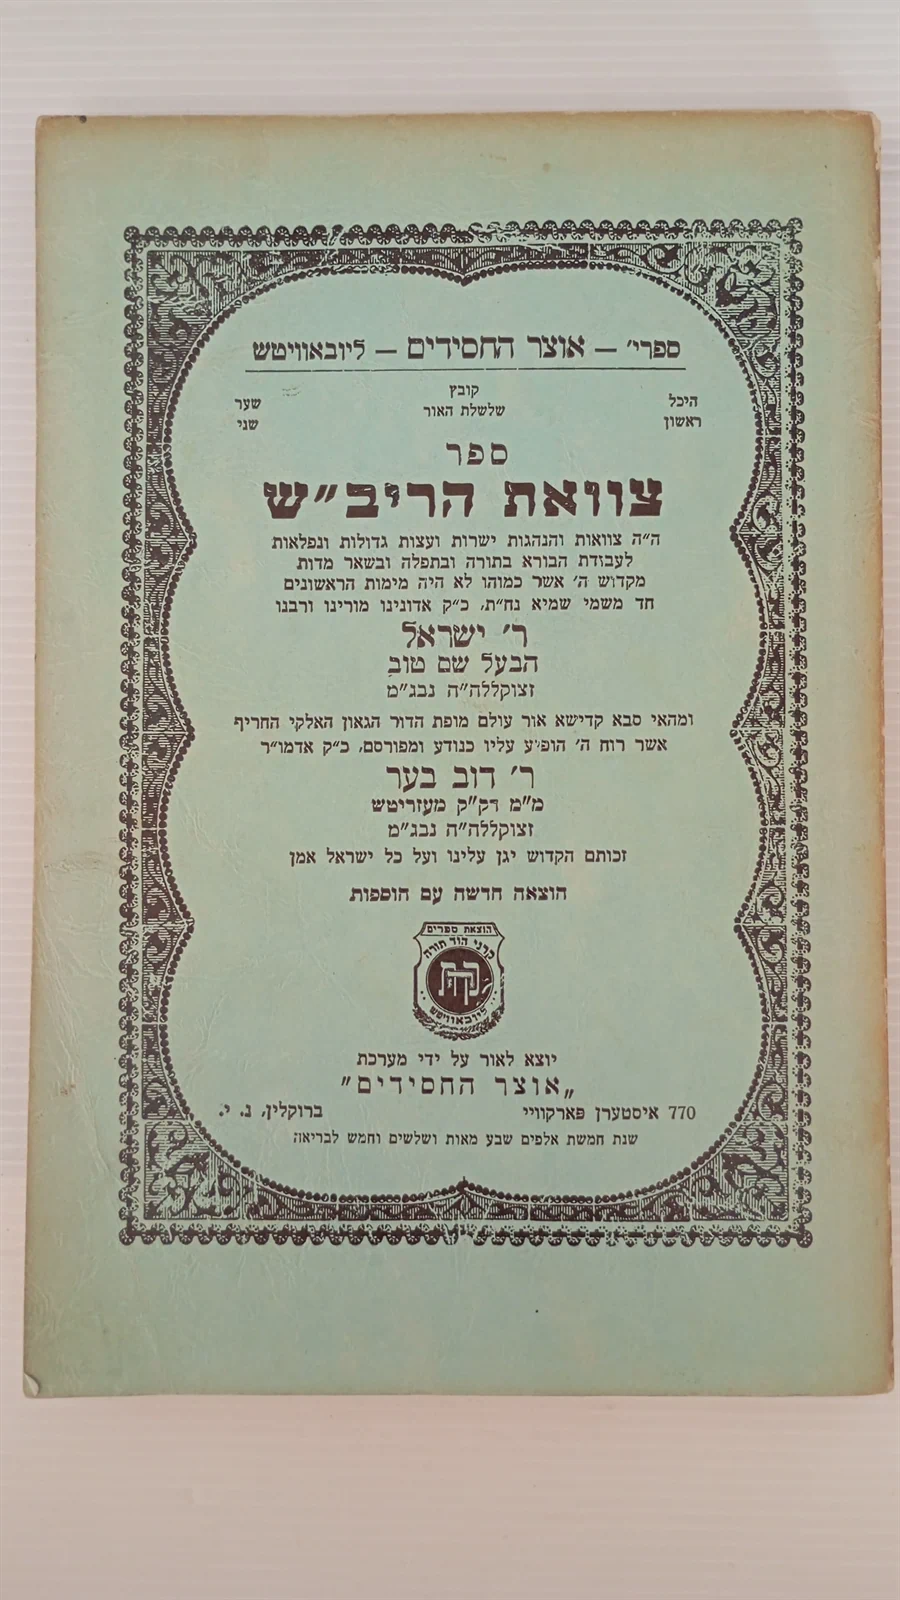 ספרי׳ — אוצר החסידים — ליובאוויטש
היכל ראשון
קובץ
שלשלת האור
שער שני
ספר
צוואת הריב״ש
ה״ה צוואות והנהגות ישרות ועצות גדולות ונפלאות
לעבודת הבורא בתורה ובתפלה ובשאר מדות
מקדוש ה׳ אשר כמוהו לא היה מימות הראשונים
חד משמי שמיא נח״ת, כ״ק אדונינו מורינו ורבנו
ר׳ ישראל
הבעל שם טוב
זצוקללה״ה נבג״מ
ומהאי סבא קדישא אור עולם מופת הדור הגאון האלקי החריף
אשר רוח ה׳ הופיע עליו כנודע ומפורסם, כ״ק אדמו״ר
ר׳ דוב בער
מ״מ דק״ק מעזריטש
זצוקללה״ה נבג״מ
זכותם הקדוש יגן עלינו ועל כל ישראל אמן
הוצאה חדשה עם הוספות
הוצאת ספרים
קרני הוד תורה
קה״ת
ליובאוויטש
יוצא לאור על ידי מערכת
„אוצר החסידים״
770 איסטערן פארקוויי ברוקלין, נ. י.
שנת חמשת אלפים שבע מאות ושלשים וחמש לבריאה